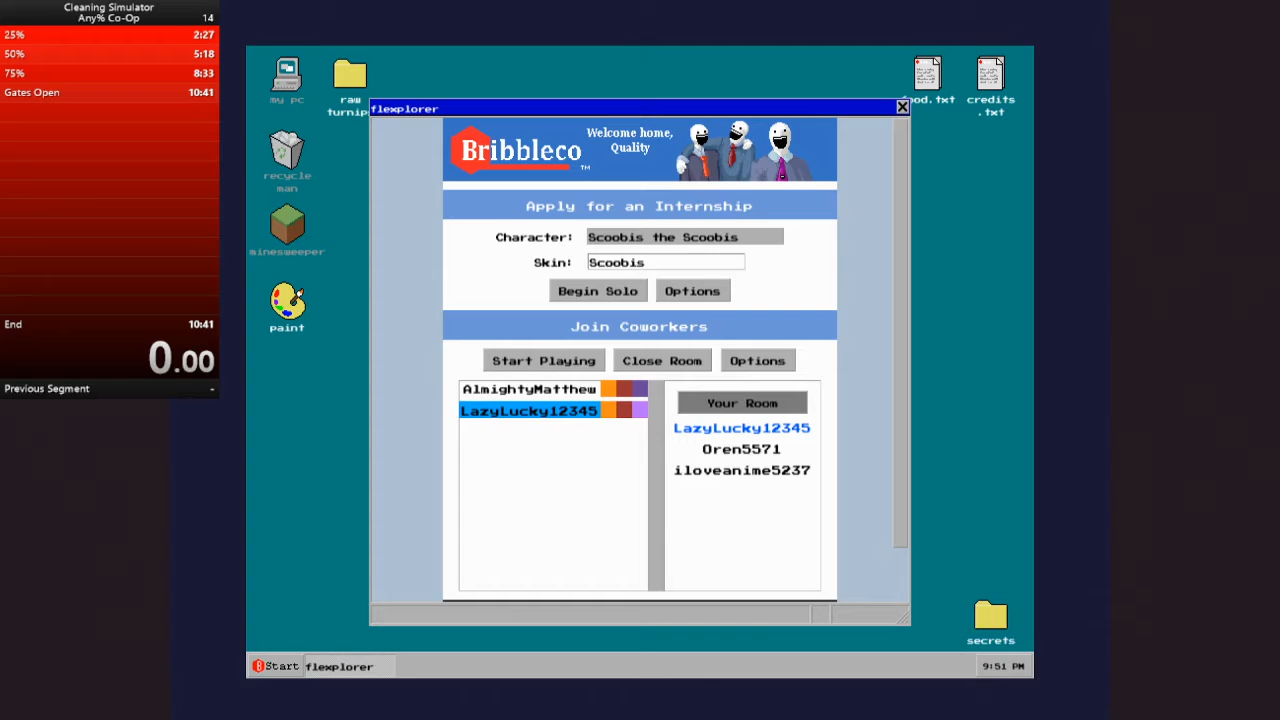 Cleaning Simulator
Any% Co-Op 14
25% 2:27
50% 5:18
75% 8:33
Gates Open 10:41
End 10:41
0.00
Previous Segment -
my pc
raw
turnip
recycle
man
minesweeper
paint
ood.txt
credits
.txt
secrets
flexplorer
Bribbleco
TM
Welcome home,
Quality
Apply for an Internship
Character: Scoobis the Scoobis
Skin: Scoobis
Begin Solo Options
Join Coworkers
Start Playing Close Room Options
AlmightyMatthew
LazyLucky12345
Your Room
LazyLucky12345
Oren5571
iloveanime5237
B Start flexplorer 9:51 PM